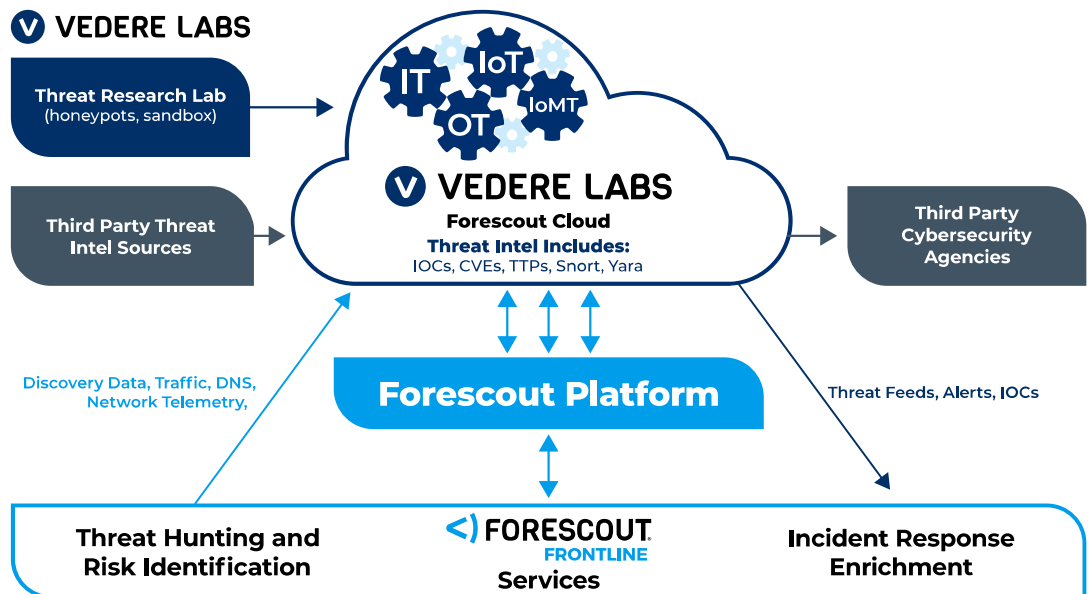 VEDERE LABS
Threat Research Lab
(honeypots, sandbox)
Third Party Threat
Intel Sources
IT
IoT
OT
IoMT
VEDERE LABS
Forescout Cloud
Threat Intel Includes:
IOCs, CVEs, TTPs, Snort, Yara
Third Party
Cybersecurity
Agencies
Discovery Data, Traffic, DNS,
Network Telemetry,
Forescout Platform
Threat Feeds, Alerts, IOCs
Threat Hunting and
Risk Identification
FORESCOUT
FRONTLINE
Services
Incident Response
Enrichment